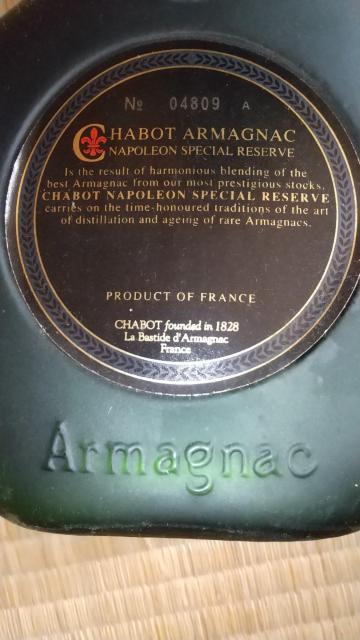 № 04809 A
CHABOT ARMAGNAC
NAPOLEON SPECIAL RESERVE
Is the result of harmonious blending of the
best Armagnac from our most prestigious stocks.
CHABOT NAPOLEON SPECIAL RESERVE
carries on the time-honoured traditions of the art
of distillation and ageing of rare Armagnacs.
PRODUCT OF FRANCE
CHABOT founded in 1828
La Bastide d'Armagnac
France
Armagnac